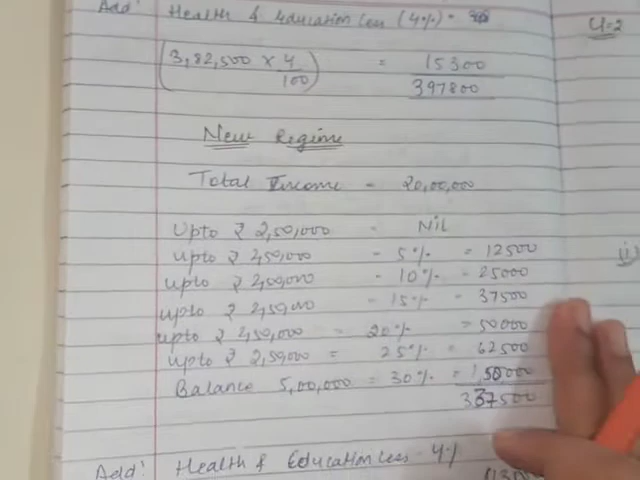 Add: Health & Education Cess (4%) =
(3,82,500 × 4/100) = 15300
397800
New Regime
Total Income - 20,00,000
Upto ₹ 2,50,000 - Nil
upto ₹ 2,50,000 - 5% = 12500
upto ₹ 2,50,000 - 10% - 25000
upto ₹ 2,50,000 - 15% - 37500
upto ₹ 2,50,000 = 20% = 50000
upto ₹ 2,50,000 = 25% = 62500
Balance 5,00,000 = 30% = 1,50000
337500
Add: Health & Education Cess - 4%